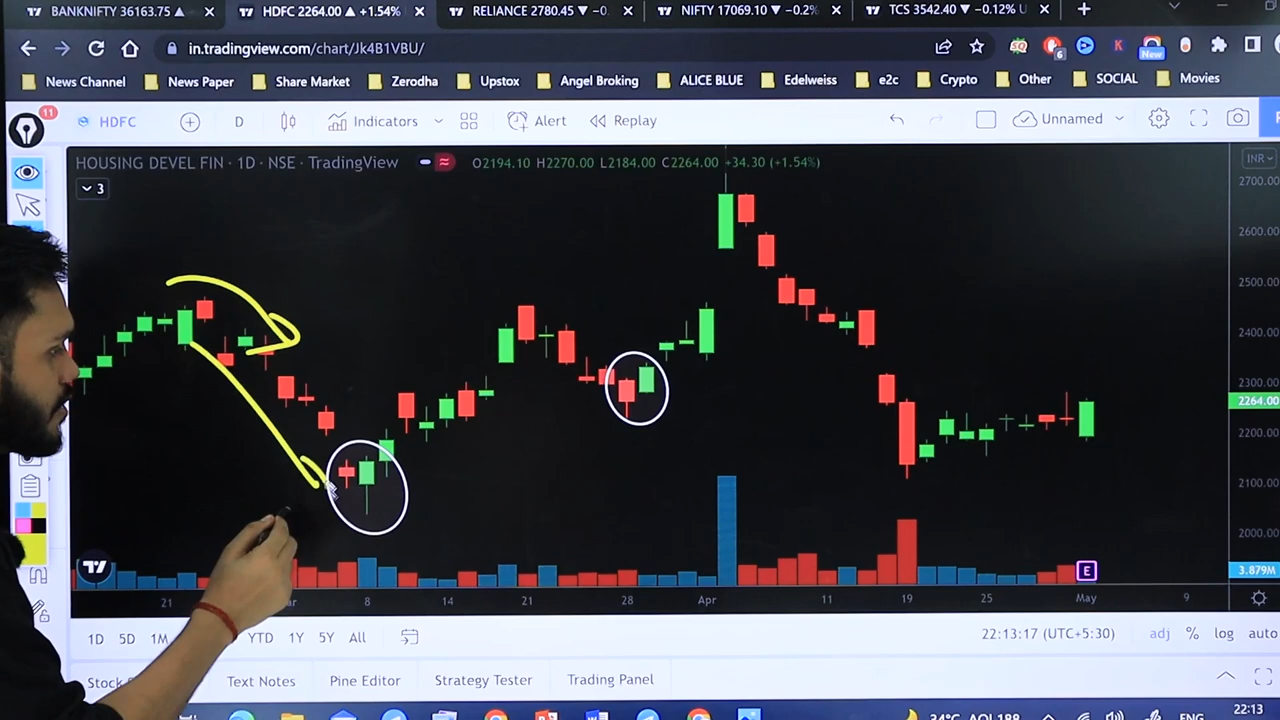 BANKNIFTY 36163.75 ▲
HDFC 2264.00 ▲ +1.54%
RELIANCE 2780.45 ▼ −0.
NIFTY 17069.10 ▼ −0.2%
TCS 3542.40 ▼ −0.12% U
in.tradingview.com/chart/Jk4B1VBU/
6
K
New
News Channel
News Paper
Share Market
Zerodha
Upstox
Angel Broking
ALICE BLUE
Edelweiss
e2c
Crypto
Other
SOCIAL
Movies
11
HDFC
D
Indicators
Alert
Replay
Unnamed
HOUSING DEVEL FIN · 1D · NSE · TradingView
O2194.10 H2270.00 L2184.00 C2264.00 +34.30 (+1.54%)
INR
3
2700.
2600.00
2500.00
2400.00
2300.00
2264.00
2200.00
2100.00
2000.00
3.879M
E
21
8
14
21
28
Apr
11
19
25
May
9
1D 5D 1M YTD 1Y 5Y All
22:13:17 (UTC+5:30)
adj % log auto
Text Notes
Pine Editor
Strategy Tester
Trading Panel
34°C AQI 188
ENG
22:13